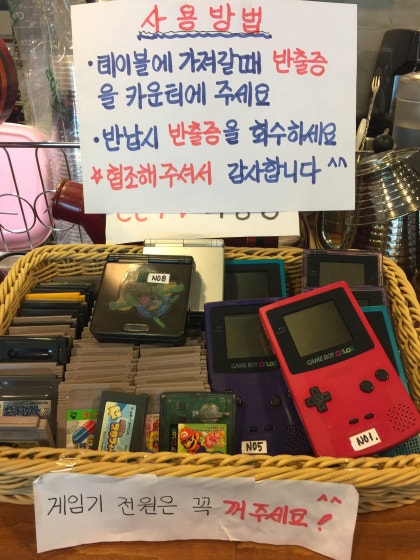 사용방법
·테이블에 가져갈때 반출증
을 카운터에 주세요
·반납시 반출증을 회수하세요
☆협조해주셔서 감사합니다^^
NO8
GAME BOY COLOR
GAME BOY COLOR
NO5
NO1.
게임기 전원은 꼭 꺼주세요^^!